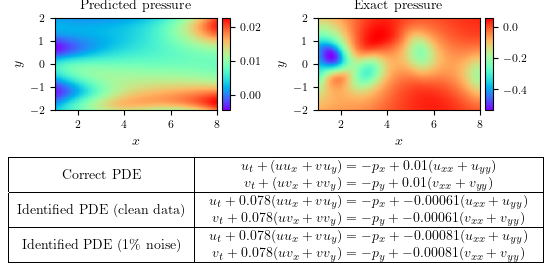 Predicted pressure
Exact pressure
2
1
0
−1
−2
y
4
6
8
2
x
0.02
0.01
0.00
2
1
0
−1
−2
y
2
4
6
8
x
0.0
−0.2
−0.4
Correct PDE
u_t + (uu_x + vu_y) = −p_x + 0.01(u_xx + u_yy)
v_t + (uv_x + vv_y) = −p_y + 0.01(v_xx + v_yy)
Identified PDE (clean data)
u_t + 0.078(uu_x + vu_y) = −p_x + −0.00061(u_xx + u_yy)
v_t + 0.078(uv_x + vv_y) = −p_y + −0.00061(v_xx + v_yy)
Identified PDE (1% noise)
u_t + 0.078(uu_x + vu_y) = −p_x + −0.00081(u_xx + u_yy)
v_t + 0.078(uv_x + vv_y) = −p_y + −0.00081(v_xx + v_yy)